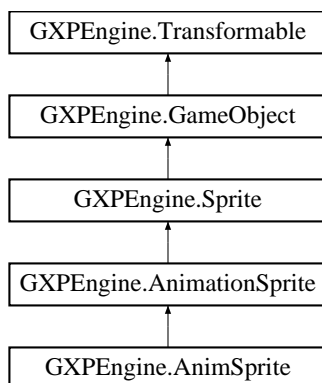 GXPEngine.Transformable
GXPEngine.GameObject
GXPEngine.Sprite
GXPEngine.AnimationSprite
GXPEngine.AnimSprite